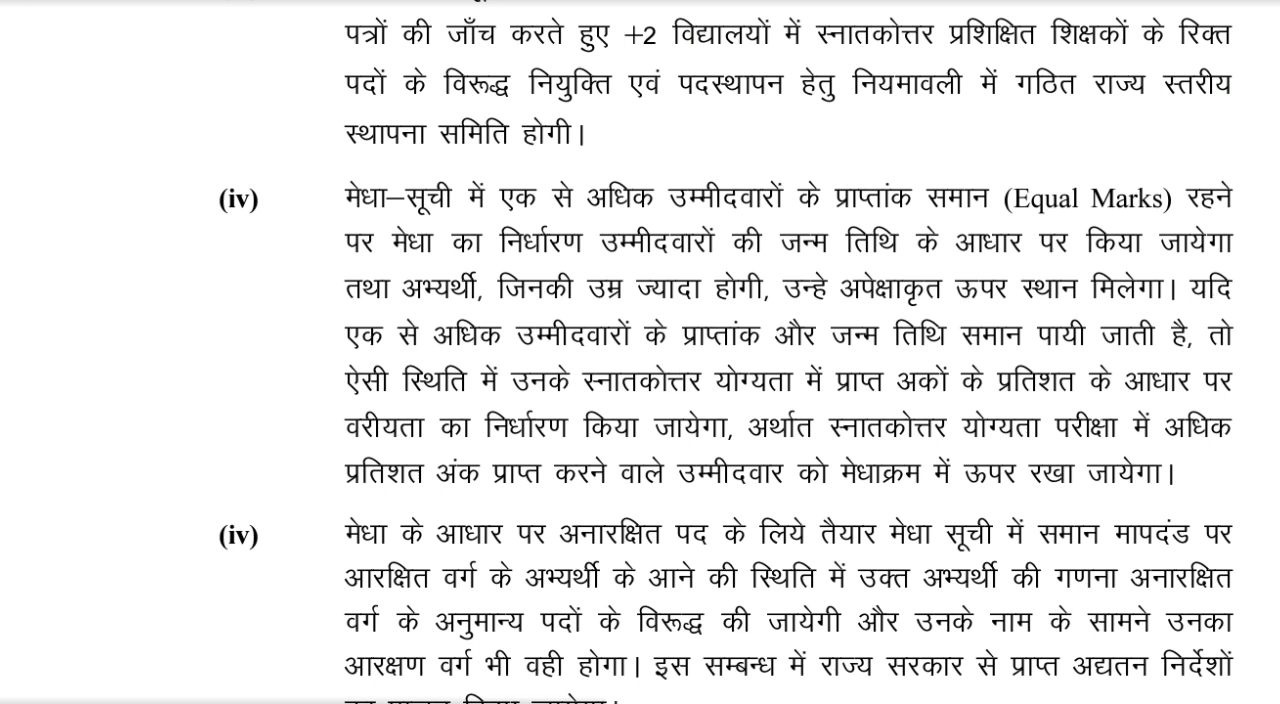 पत्रों की जाँच करते हुए +2 विद्यालयों में स्नातकोत्तर प्रशिक्षित शिक्षकों के रिक्त
पदों के विरूद्ध नियुक्ति एवं पदस्थापन हेतु नियमावली में गठित राज्य स्तरीय
स्थापना समिति होगी।
(iv) मेधा–सूची में एक से अधिक उम्मीदवारों के प्राप्तांक समान (Equal Marks) रहने
पर मेधा का निर्धारण उम्मीदवारों की जन्म तिथि के आधार पर किया जायेगा
तथा अभ्यर्थी, जिनकी उम्र ज्यादा होगी, उन्हे अपेक्षाकृत ऊपर स्थान मिलेगा। यदि
एक से अधिक उम्मीदवारों के प्राप्तांक और जन्म तिथि समान पायी जाती है, तो
ऐसी स्थिति में उनके स्नातकोत्तर योग्यता में प्राप्त अकों के प्रतिशत के आधार पर
वरीयता का निर्धारण किया जायेगा, अर्थात स्नातकोत्तर योग्यता परीक्षा में अधिक
प्रतिशत अंक प्राप्त करने वाले उम्मीदवार को मेधाक्रम में ऊपर रखा जायेगा।
(iv) मेधा के आधार पर अनारक्षित पद के लिये तैयार मेधा सूची में समान मापदंड पर
आरक्षित वर्ग के अभ्यर्थी के आने की स्थिति में उक्त अभ्यर्थी की गणना अनारक्षित
वर्ग के अनुमान्य पदों के विरूद्ध की जायेगी और उनके नाम के सामने उनका
आरक्षण वर्ग भी वही होगा। इस सम्बन्ध में राज्य सरकार से प्राप्त अद्यतन निर्देशों